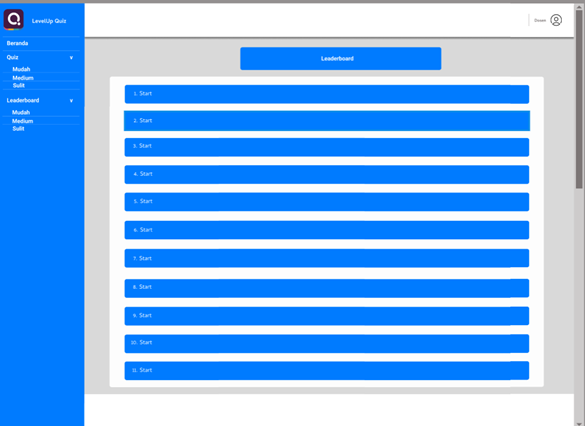 LevelUp Quiz
Beranda
Quiz
Mudah
Medium
Sulit
Leaderboard
Mudah
Medium
Sulit
Leaderboard
1. Start
2. Start
3. Start
4. Start
5. Start
6. Start
7. Start
8. Start
9. Start
10. Start
11. Start